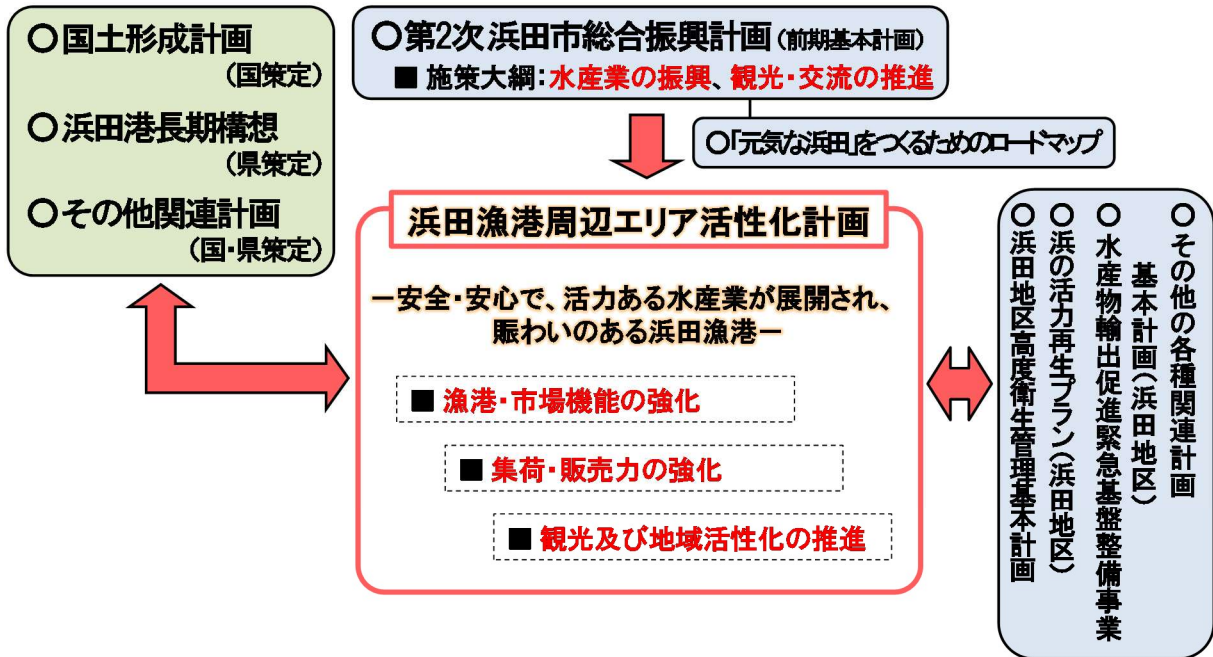 ○国土形成計画
（国策定）
○浜田港長期構想
（県策定）
○その他関連計画
（国・県策定）
○第2次浜田市総合振興計画（前期基本計画）
■ 施策大綱：水産業の振興、観光・交流の推進
○「元気な浜田」をつくるためのロードマップ
浜田漁港周辺エリア活性化計画
－安全・安心で、活力ある水産業が展開され、
賑わいのある浜田漁港－
■ 漁港・市場機能の強化
■ 集荷・販売力の強化
■ 観光及び地域活性化の推進
○その他の各種関連計画
基本計画（浜田地区）
○水産物輸出促進緊急基盤整備事業
○浜の活力再生プラン（浜田地区）
○浜田地区高度衛生管理基本計画